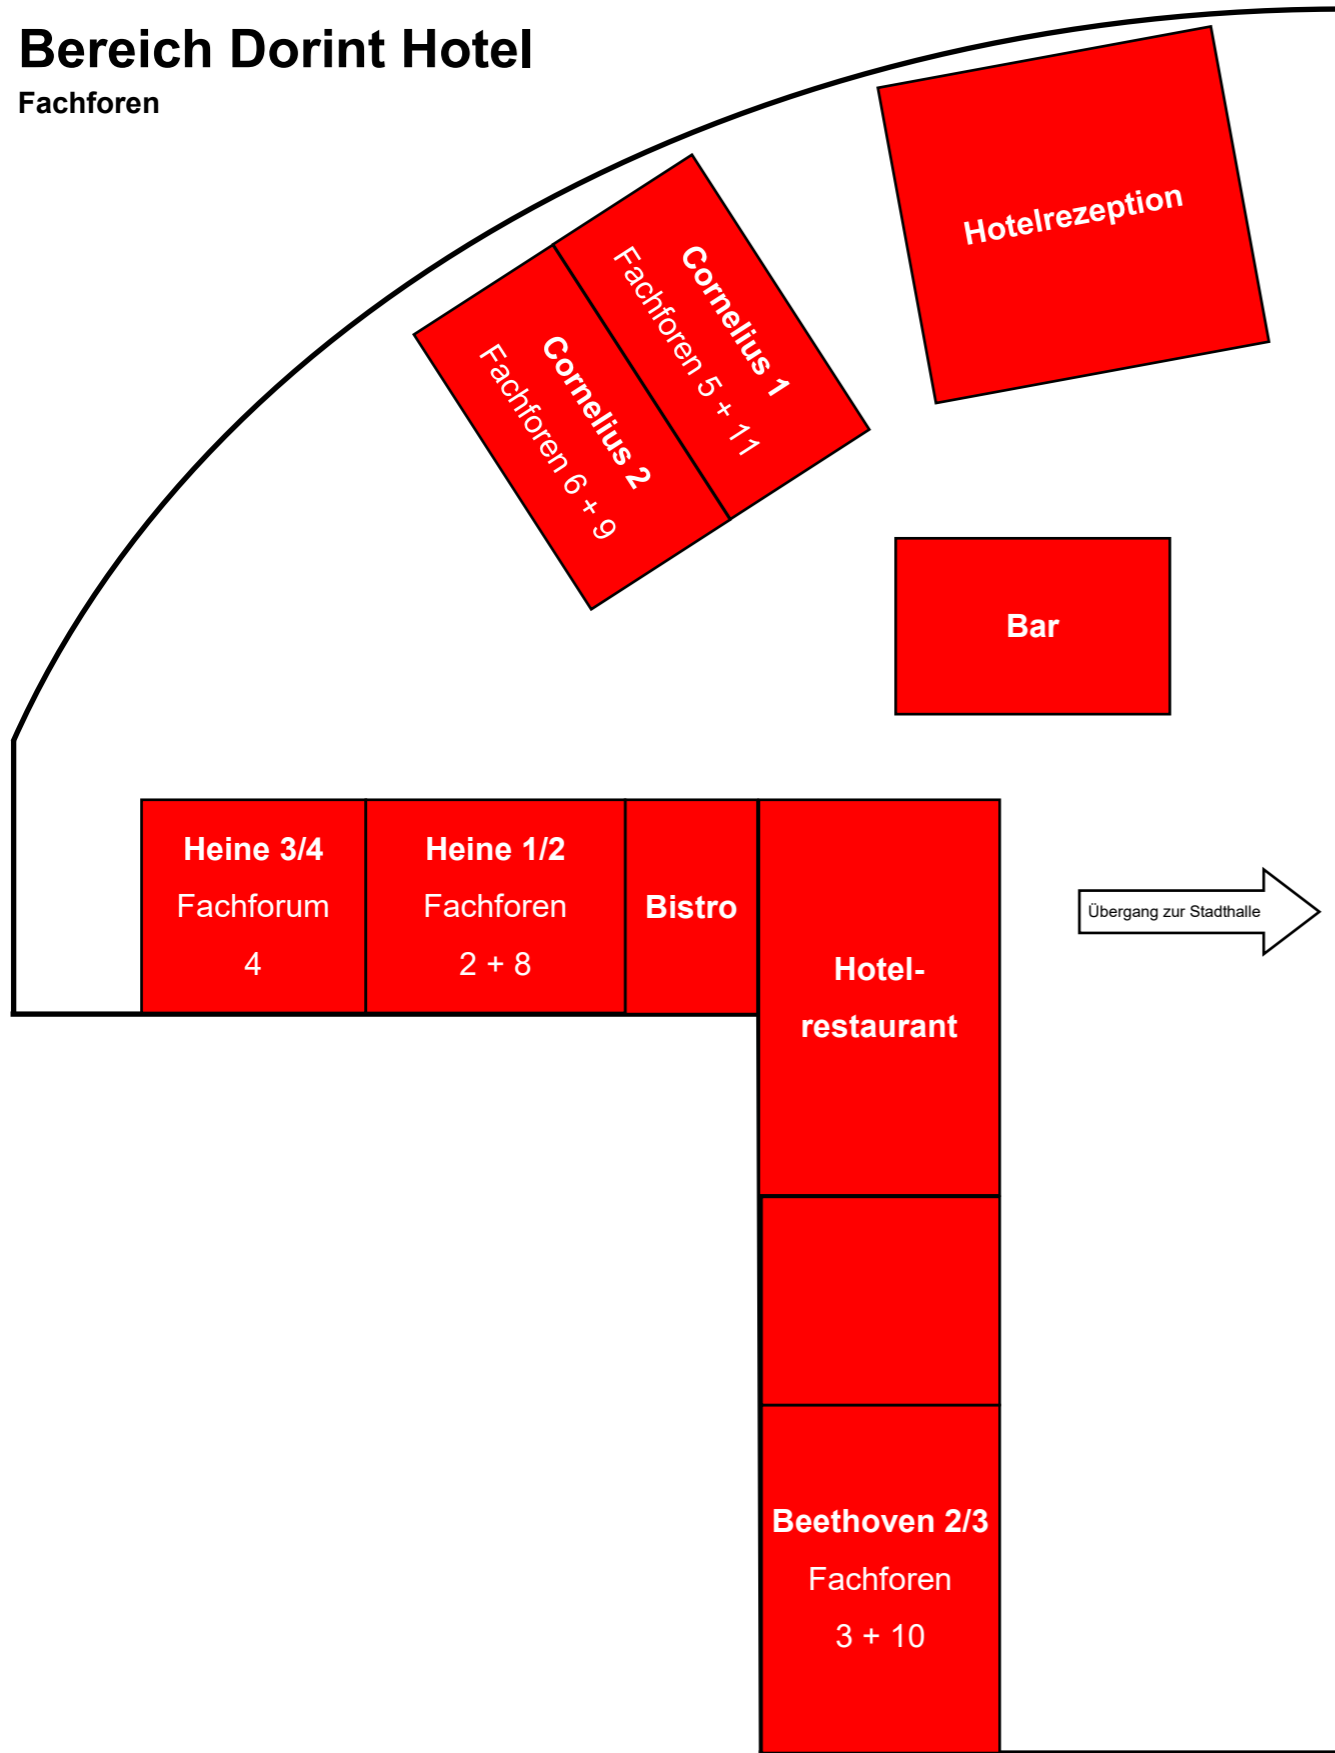 Bereich Dorint Hotel
Fachforen
Hotelrezeption
Cornelius 1
Fachforen 5 + 11
Cornelius 2
Fachforen 6 + 9
Bar
Heine 3/4
Fachforum
4
Heine 1/2
Fachforen
2 + 8
Bistro
Hotel-
restaurant
Übergang zur Stadthalle
Beethoven 2/3
Fachforen
3 + 10